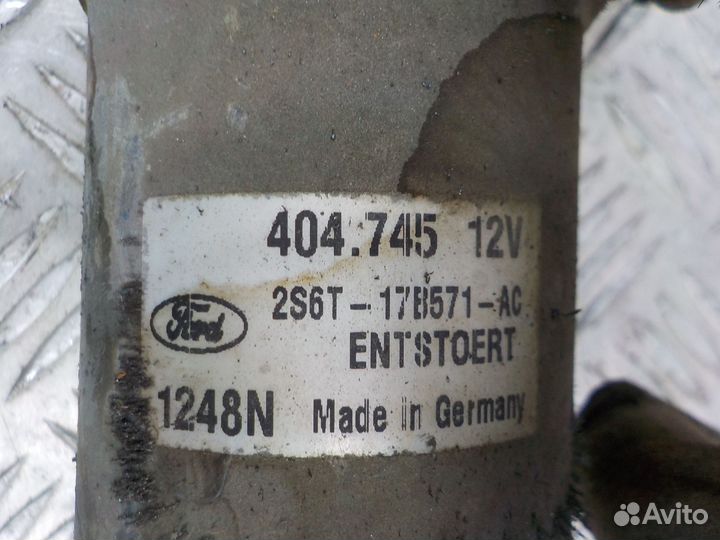 404.745 12V
2S6T-17B571-AC
Ford
ENTSTOERT
1248N Made in Germany
Avito